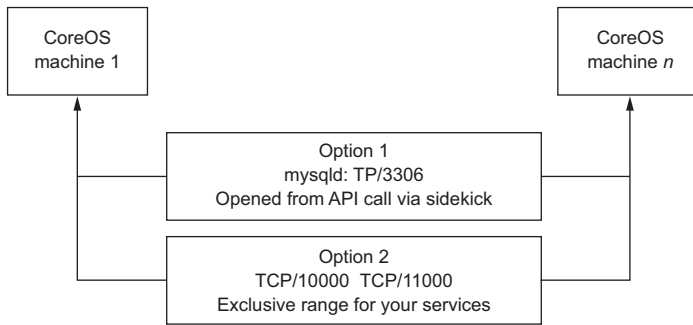 CoreOS
machine 1
CoreOS
machine n
Option 1
mysqld: TP/3306
Opened from API call via sidekick
Option 2
TCP/10000 TCP/11000
Exclusive range for your services